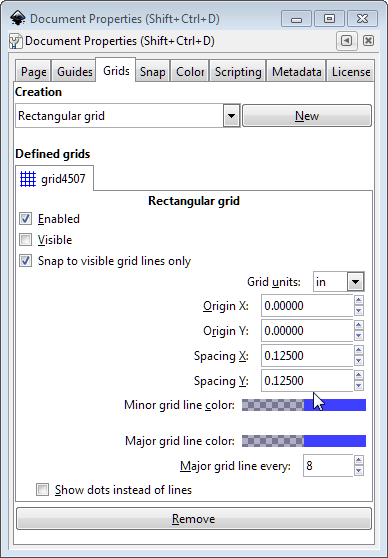 Document Properties (Shift+Ctrl+D)
Document Properties (Shift+Ctrl+D)
Page Guides Grids Snap Color Scripting Metadata License
Creation
Rectangular grid New
Defined grids
grid4507
Rectangular grid
Enabled
Visible
Snap to visible grid lines only
Grid units: in
Origin X: 0.00000
Origin Y: 0.00000
Spacing X: 0.12500
Spacing Y: 0.12500
Minor grid line color:
Major grid line color:
Major grid line every: 8
Show dots instead of lines
Remove